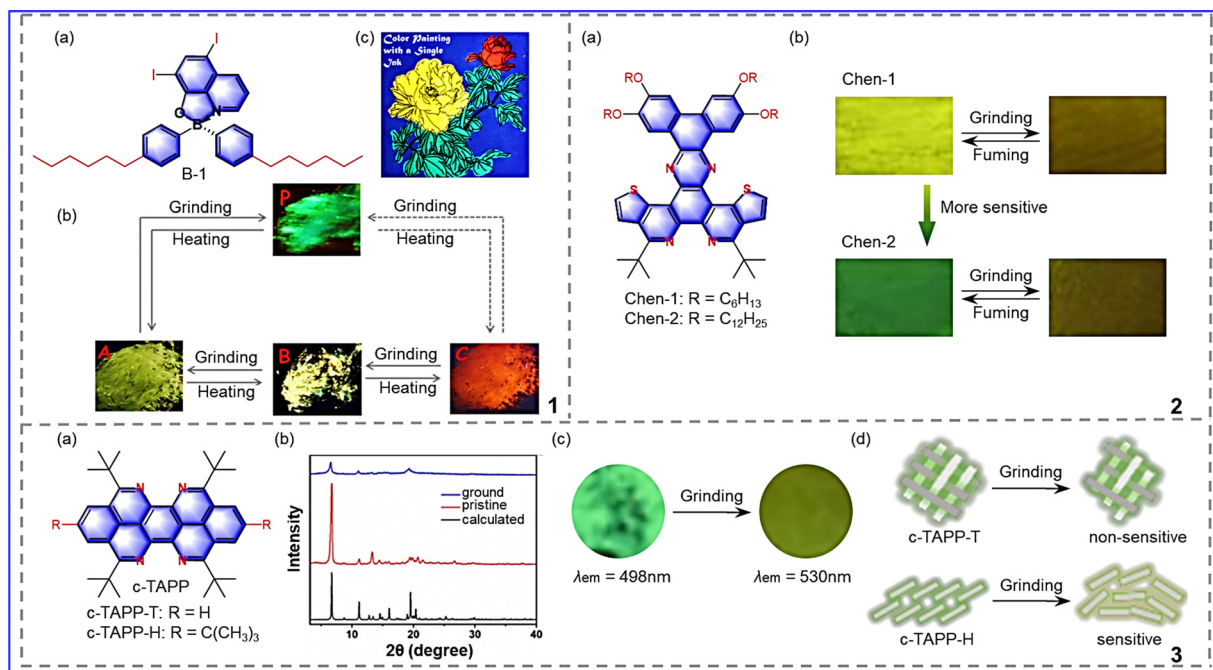 (a)
I
I
O
N
B
B-1
(c)
Color Painting
with a Single
Ink
(b)
Grinding
Heating
P
Grinding
Heating
A
Grinding
Heating
B
Grinding
Heating
C
1
(a)
RO
OR
RO
OR
N
N
S
S
N
N
Chen-1: R = C₆H₁₃
Chen-2: R = C₁₂H₂₅
(b)
Chen-1
Grinding
Fuming
More sensitive
Chen-2
Grinding
Fuming
2
(a)
N
N
R
R
N
N
c-TAPP
c-TAPP-T: R = H
c-TAPP-H: R = C(CH₃)₃
(b)
Intensity
ground
pristine
calculated
10
20
30
40
2θ (degree)
(c)
Grinding
λem = 498nm
λem = 530nm
(d)
Grinding
c-TAPP-T
non-sensitive
Grinding
c-TAPP-H
sensitive
3